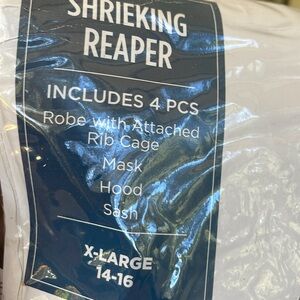 SHRIEKING
REAPER
INCLUDES 4 PCS
Robe with Attached
Rib Cage
Mask
Hood
Sash
X-LARGE
14-16